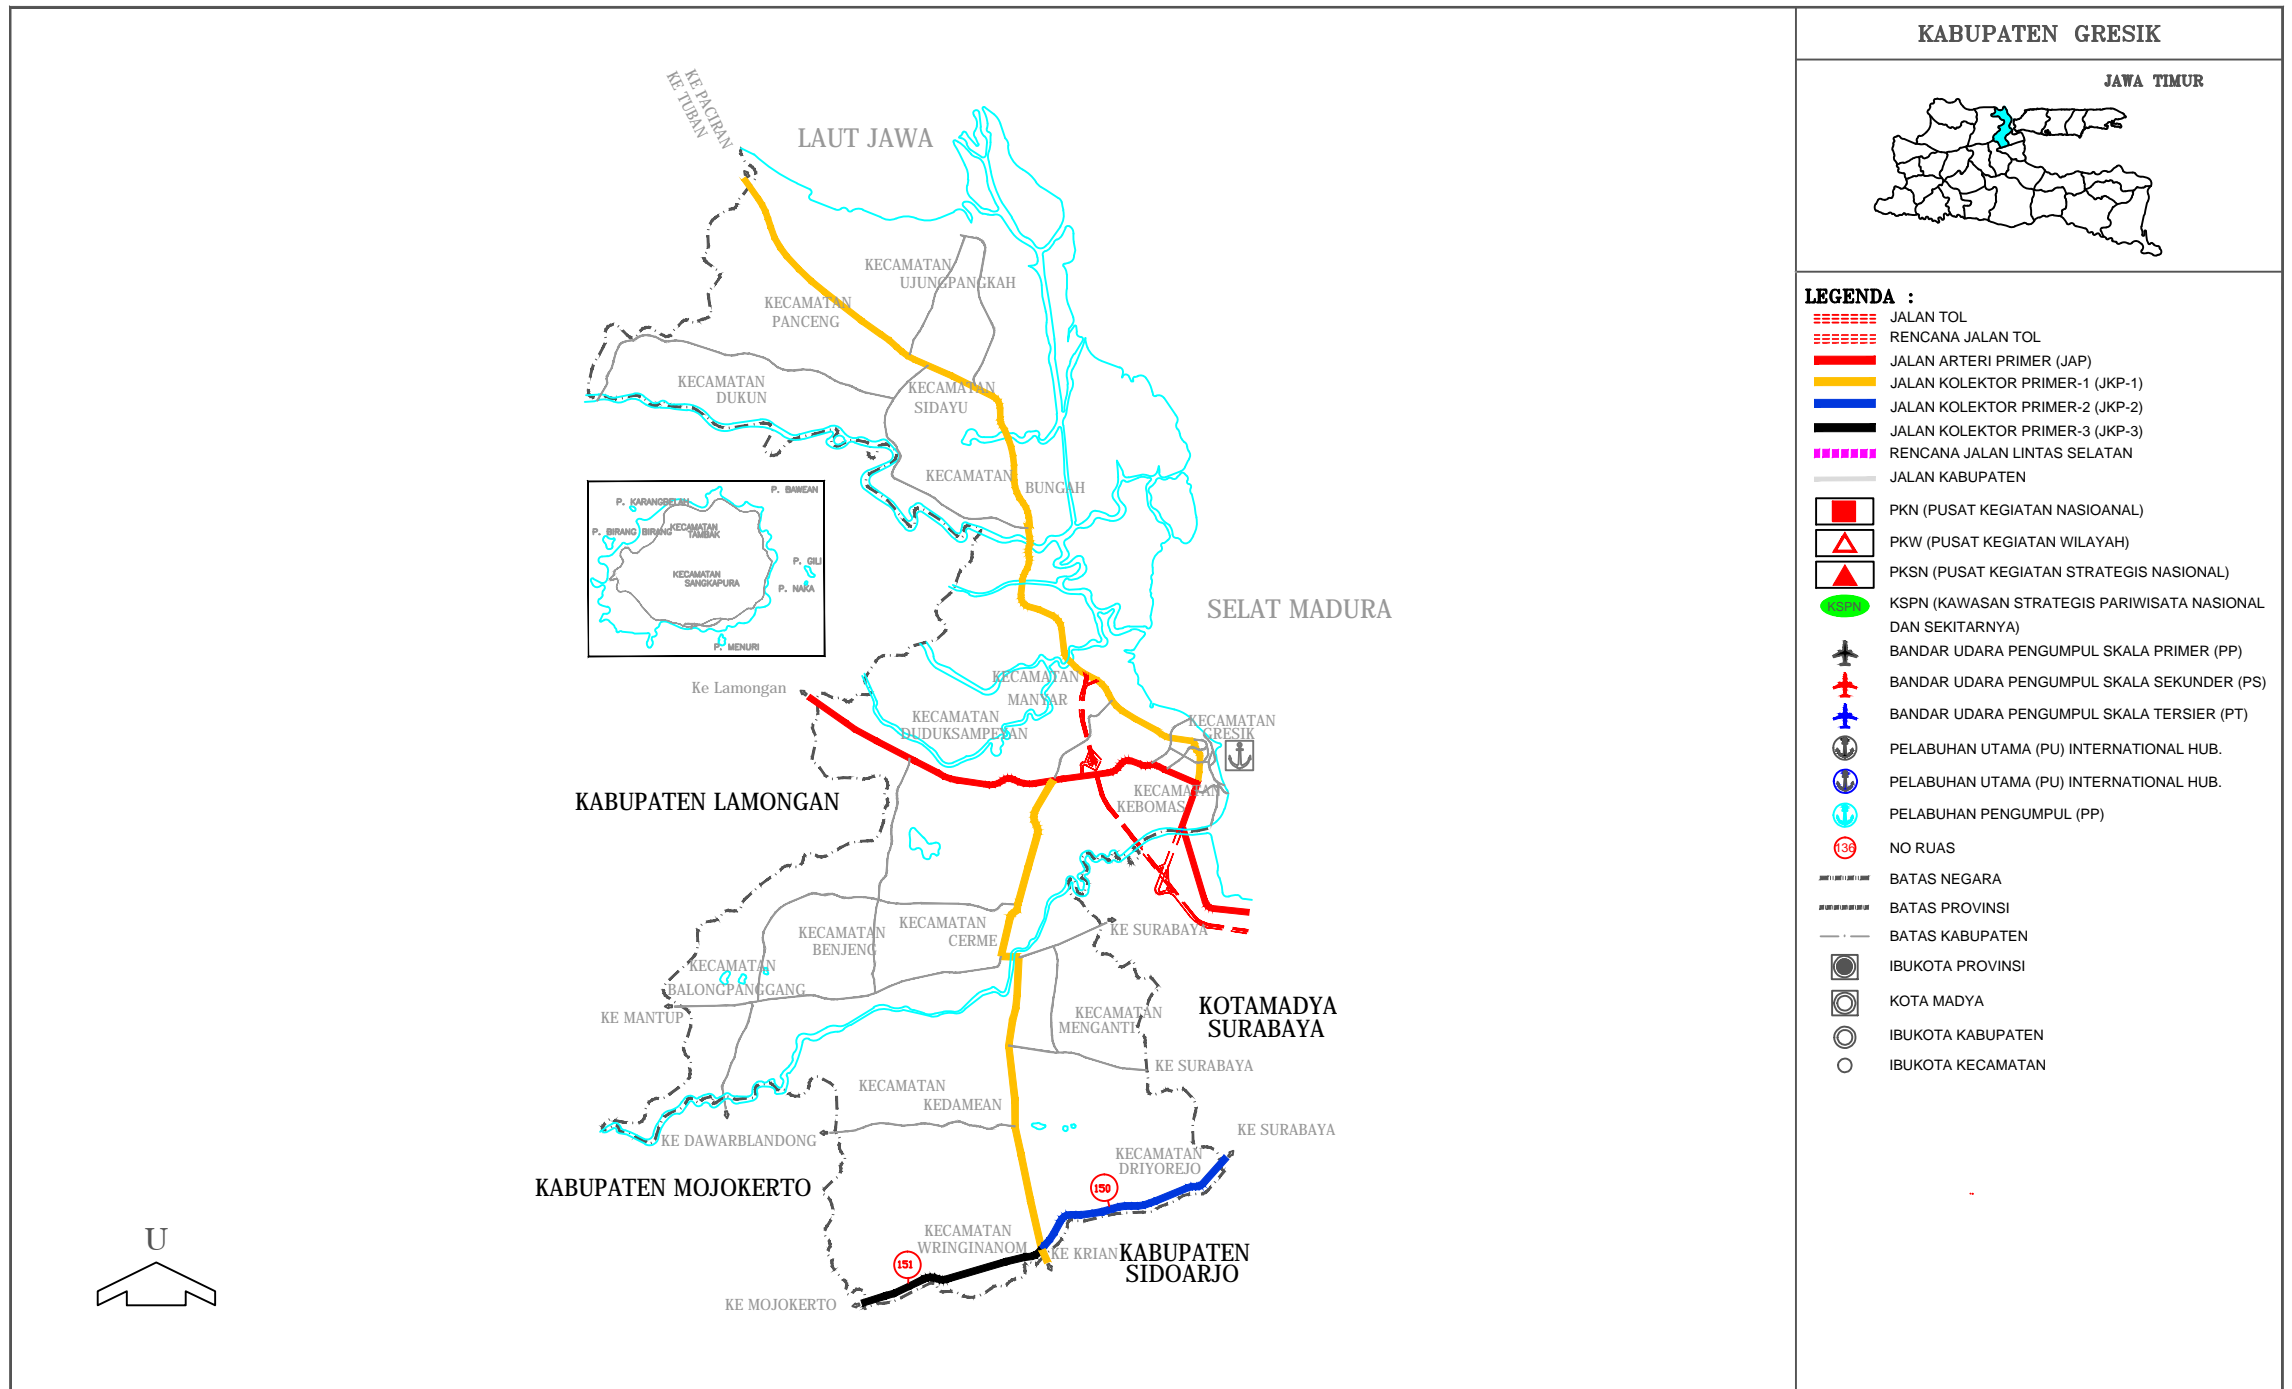 KABUPATEN GRESIK
JAWA TIMUR
LEGENDA :
JALAN TOL
RENCANA JALAN TOL
JALAN ARTERI PRIMER (JAP)
JALAN KOLEKTOR PRIMER-1 (JKP-1)
JALAN KOLEKTOR PRIMER-2 (JKP-2)
JALAN KOLEKTOR PRIMER-3 (JKP-3)
RENCANA JALAN LINTAS SELATAN
JALAN KABUPATEN
PKN (PUSAT KEGIATAN NASIOANAL)
PKW (PUSAT KEGIATAN WILAYAH)
PKSN (PUSAT KEGIATAN STRATEGIS NASIONAL)
KSPN
KSPN (KAWASAN STRATEGIS PARIWISATA NASIONAL
DAN SEKITARNYA)
BANDAR UDARA PENGUMPUL SKALA PRIMER (PP)
BANDAR UDARA PENGUMPUL SKALA SEKUNDER (PS)
BANDAR UDARA PENGUMPUL SKALA TERSIER (PT)
PELABUHAN UTAMA (PU) INTERNATIONAL HUB.
PELABUHAN UTAMA (PU) INTERNATIONAL HUB.
PELABUHAN PENGUMPUL (PP)
136
NO RUAS
BATAS NEGARA
BATAS PROVINSI
BATAS KABUPATEN
IBUKOTA PROVINSI
KOTA MADYA
IBUKOTA KABUPATEN
IBUKOTA KECAMATAN
KE PACIRAN
KE TUBAN
LAUT JAWA
KECAMATAN
UJUNGPANGKAH
KECAMATAN
PANCENG
KECAMATAN
DUKUN
KECAMATAN
SIDAYU
KECAMATAN
BUNGAH
P. BAWEAN
P. KARANGBELAH
P. BIRANG BIRANG
KECAMATAN
TAMBAK
P. GILI
KECAMATAN
SANGKAPURA
P. NAKA
P. MENURI
SELAT MADURA
Ke Lamongan
KECAMATAN
MANYAR
KECAMATAN
DUDUKSAMPEYAN
KECAMATAN
GRESIK
KECAMATAN
KEBOMAS
KABUPATEN LAMONGAN
KECAMATAN
CERME
KECAMATAN
BENJENG
KE SURABAYA
KECAMATAN
BALONGPANGGANG
KE MANTUP
KECAMATAN
MENGANTI
KOTAMADYA
SURABAYA
KE SURABAYA
KECAMATAN
KEDAMEAN
KE DAWARBLANDONG
KE SURABAYA
KECAMATAN
DRIYOREJO
KABUPATEN MOJOKERTO
150
KECAMATAN
WRINGINANOM
KE KRIAN
KABUPATEN
SIDOARJO
151
KE MOJOKERTO
U